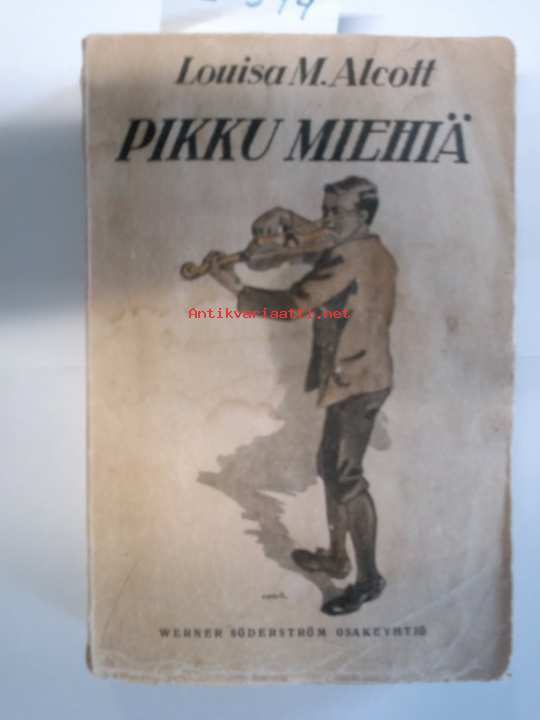 Louisa M. Alcott
PIKKU MIEHIÄ
Antikvariaatti.net
WERNER SÖDERSTRÖM OSAKEYHTIÖ